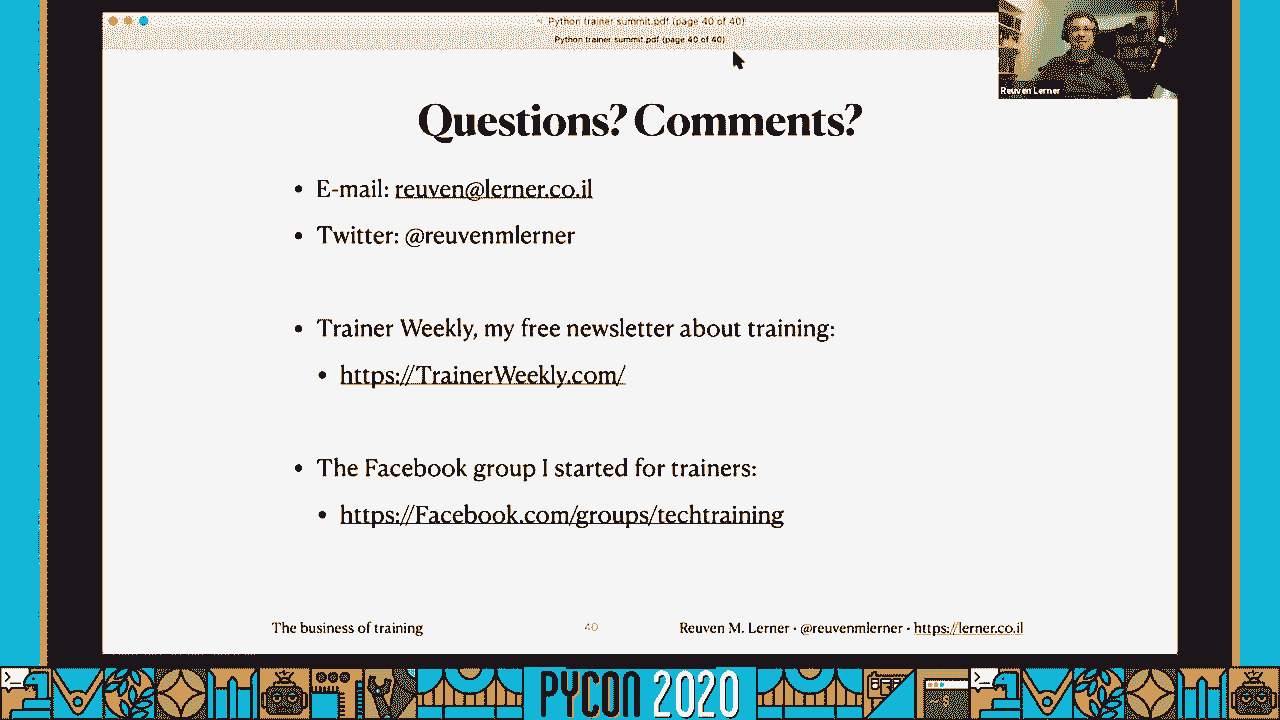 Python trainer summit.pdf (page 40 of 40)
Python trainer summit.pdf (page 40 of 40)
Reuven Lerner
Questions? Comments?
• E-mail: reuven@lerner.co.il
• Twitter: @reuvenmlerner
• Trainer Weekly, my free newsletter about training:
• https://TrainerWeekly.com/
• The Facebook group I started for trainers:
• https://Facebook.com/groups/techtraining
The business of training
40
Reuven M. Lerner · @reuvenmlerner · https://lerner.co.il
PYCON 2020